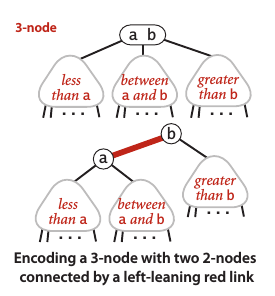 3-node
a b
less between greater
than a a and b than b
b
a
greater
than b
less between
than a a and b
Encoding a 3-node with two 2-nodes
connected by a left-leaning red link